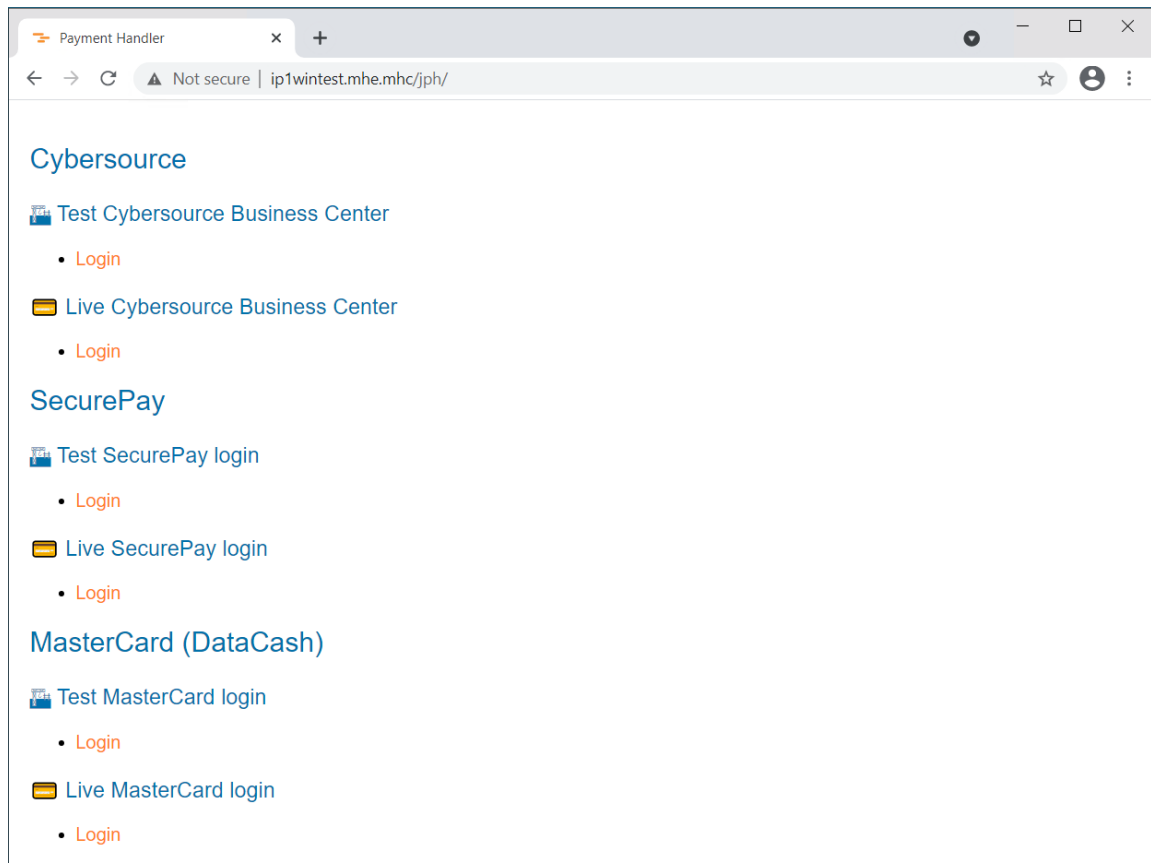 Payment Handler
Not secure | ip1wintest.mhe.mhc/jph/
Cybersource
Test Cybersource Business Center
• Login
Live Cybersource Business Center
• Login
SecurePay
Test SecurePay login
• Login
Live SecurePay login
• Login
MasterCard (DataCash)
Test MasterCard login
• Login
Live MasterCard login
• Login